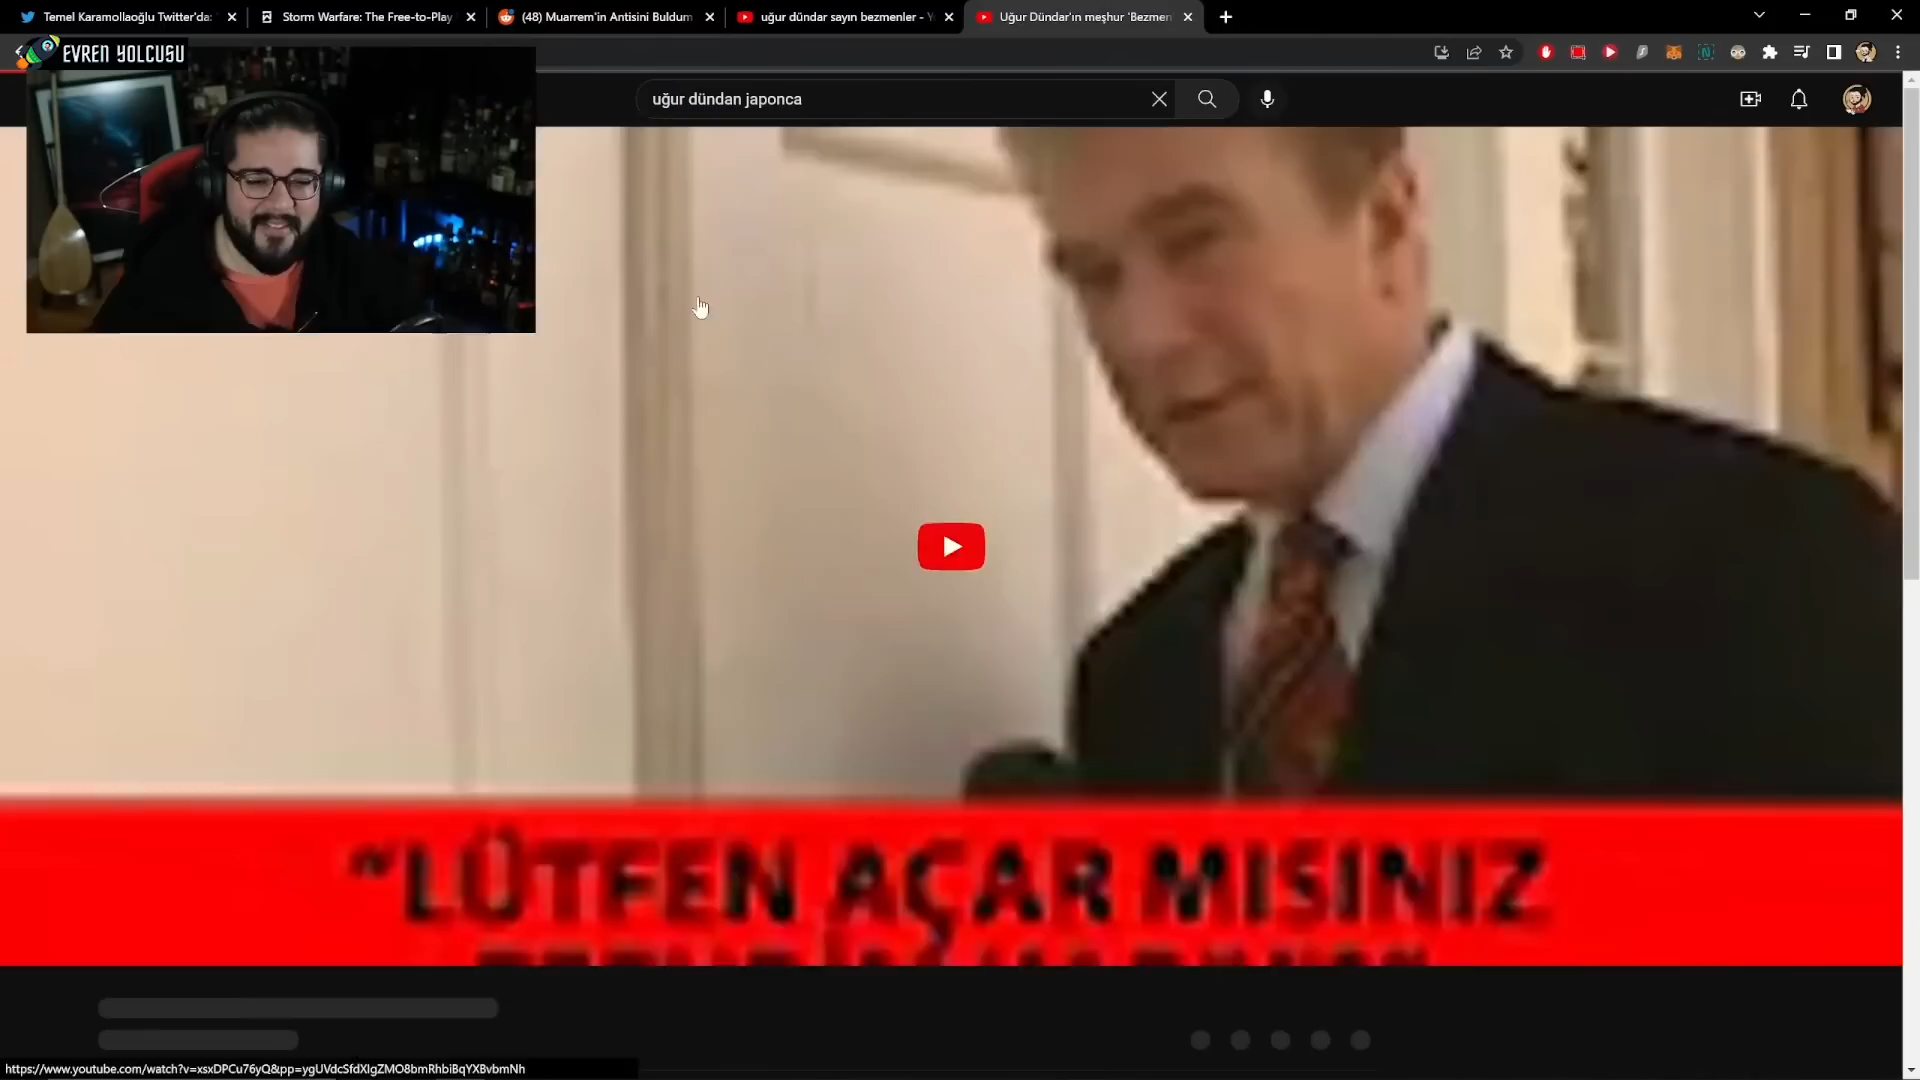 Temel Karamollaoğlu Twitter'da:
Storm Warfare: The Free-to-Play
(48) Muarrem'in Antisini Buldum
uğur dündar sayın bezmenler - Y
Uğur Dündar'ın meşhur 'Bezmen
EVREN YOLCUSU
uğur dündan japonca
"LÜTFEN AÇAR MISINIZ
https://www.youtube.com/watch?v=xsxDPCu76yQ&pp=ygUVdcSfdXIgZMO8bmRhbiBqYXBvbmNh